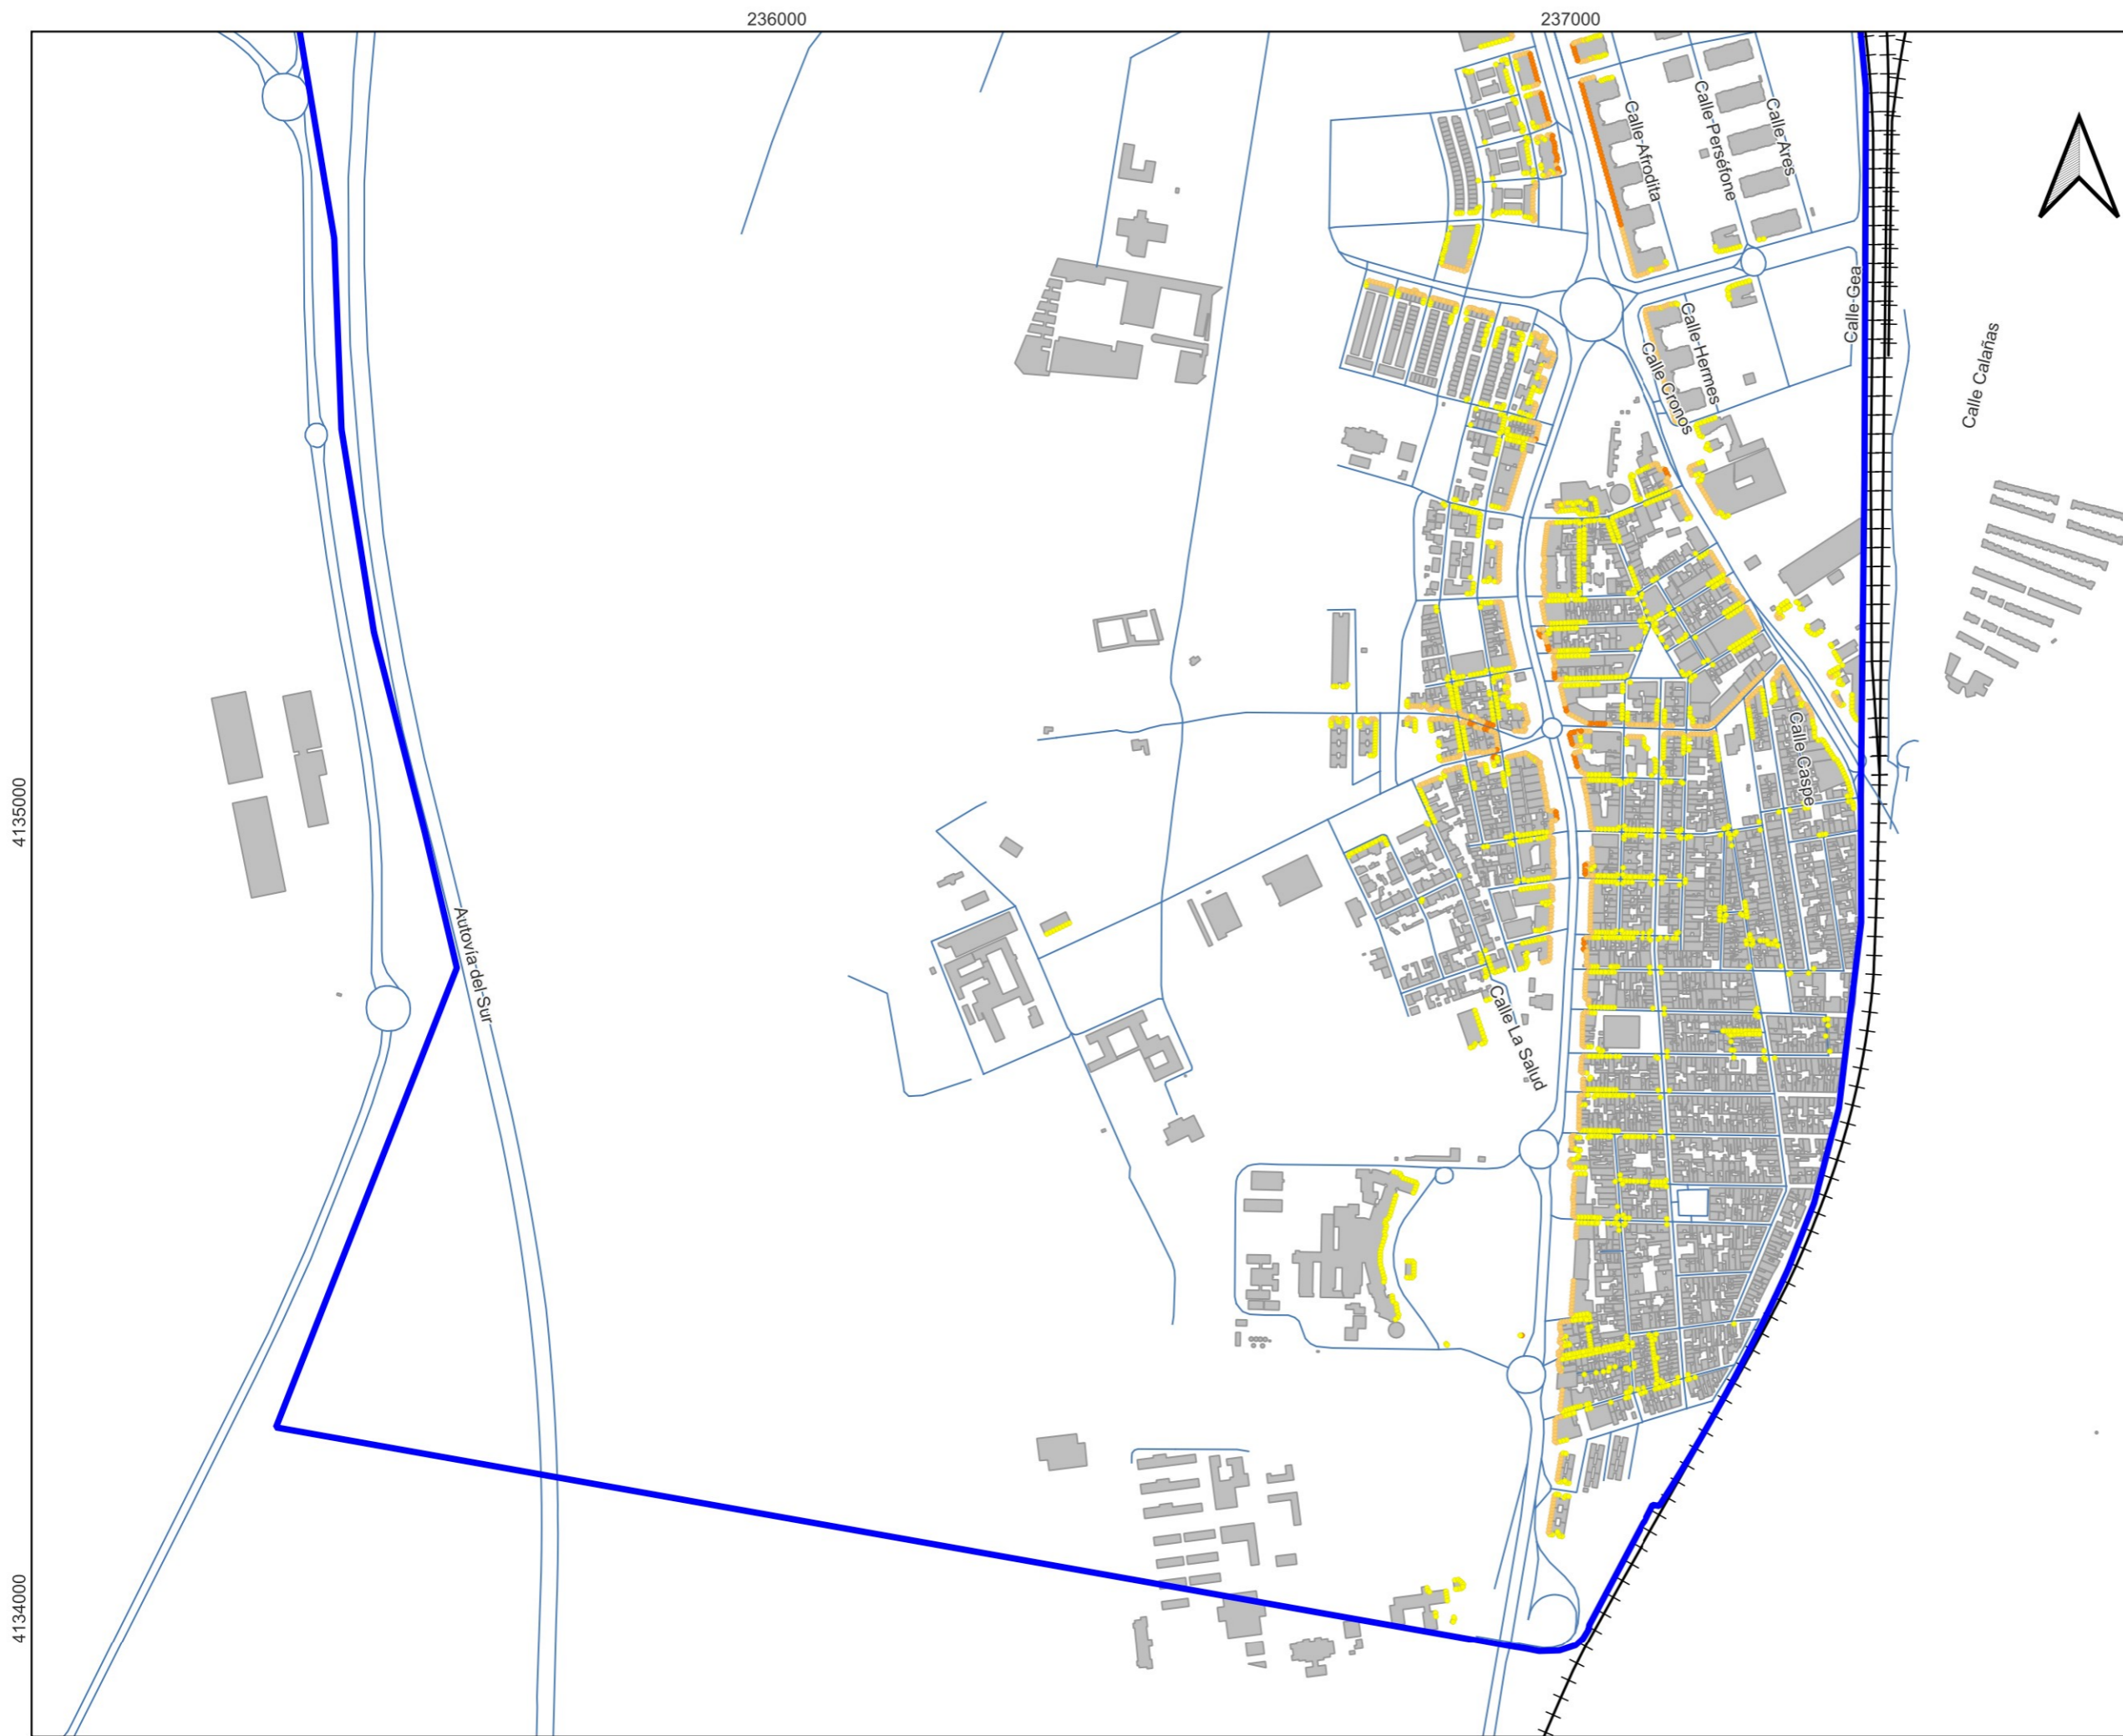 236000
237000
Calle Afrodita
Calle Perséfone
Calle Ares
Calle Gea
Calle Hermes
Calle Cronos
Calle Calañas
Calle Caspe
4135000
Autovía del Sur
Calle La Salud
4134000